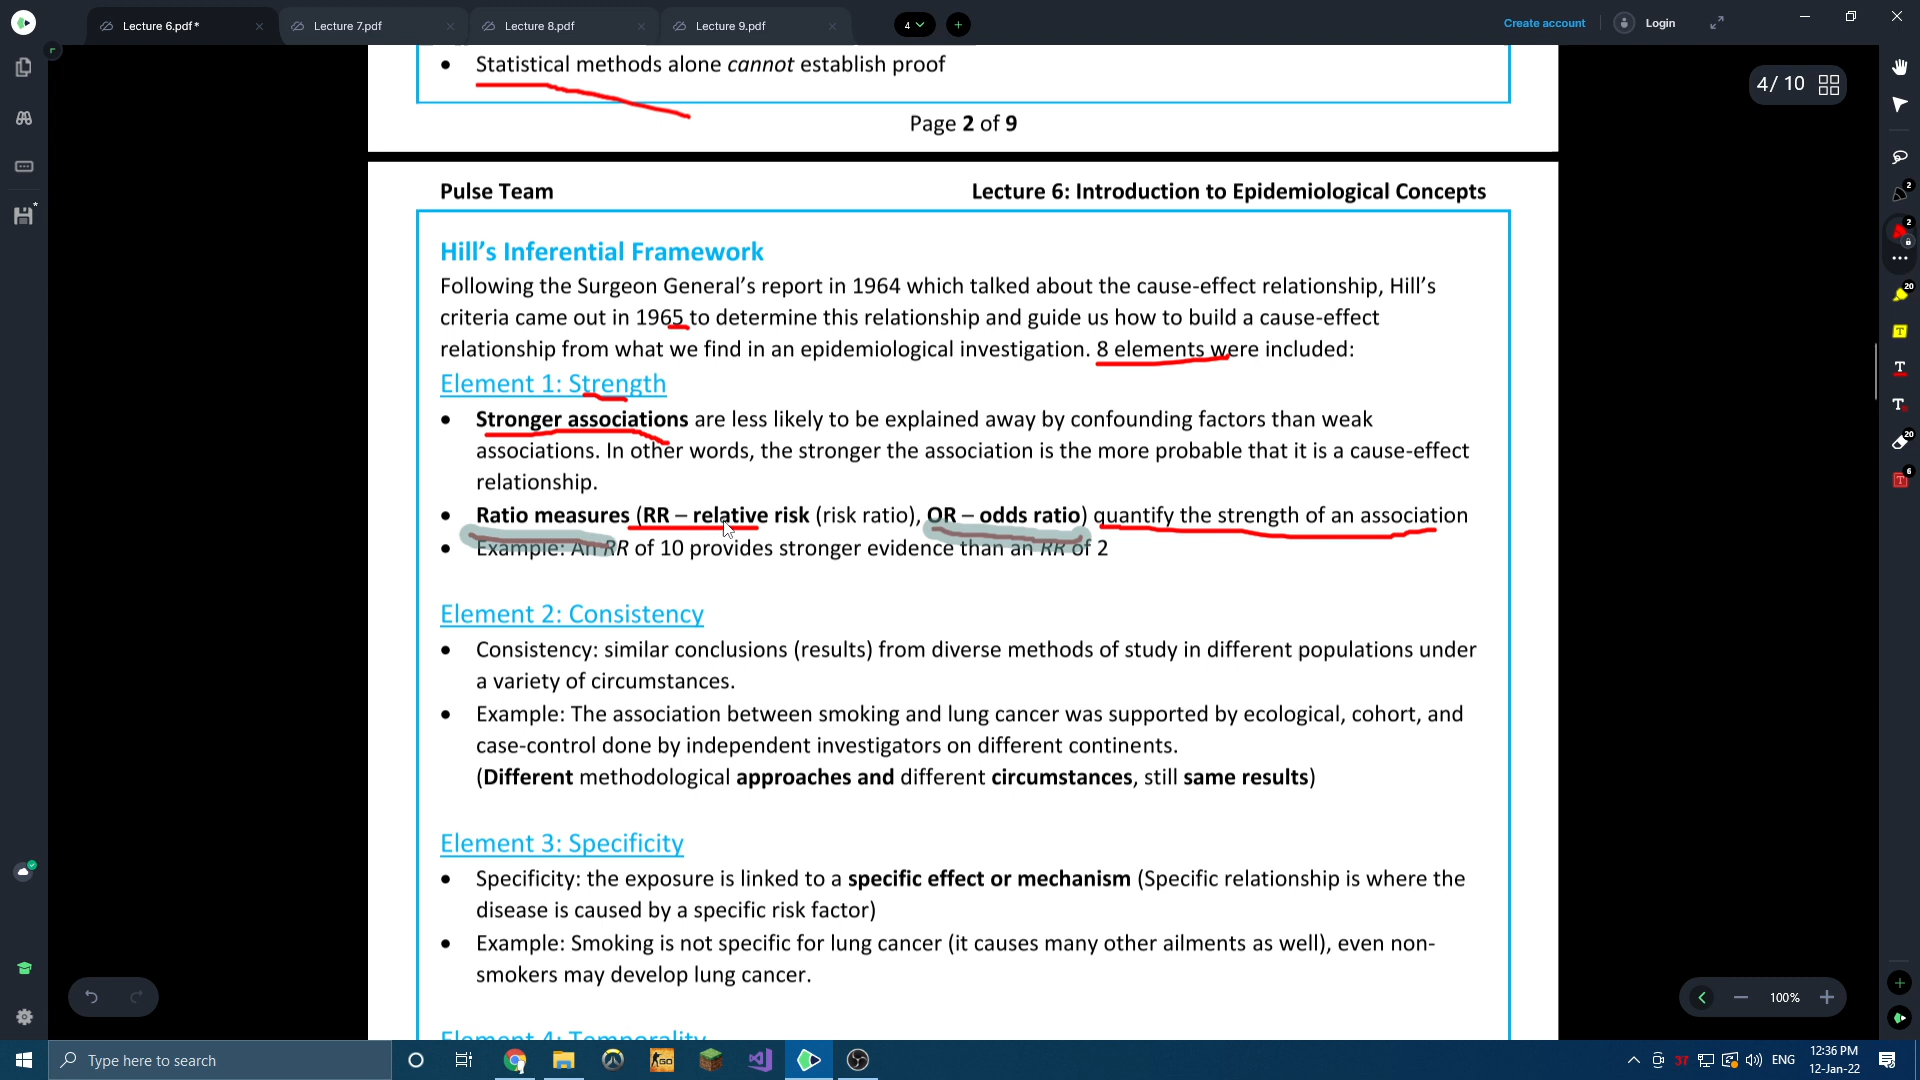 Lecture 6.pdf*
Lecture 7.pdf
Lecture 8.pdf
Lecture 9.pdf
4
Create account
Login
• Statistical methods alone cannot establish proof
4/ 10
Page 2 of 9
Pulse Team Lecture 6: Introduction to Epidemiological Concepts
Hill's Inferential Framework
Following the Surgeon General's report in 1964 which talked about the cause-effect relationship, Hill's
criteria came out in 1965 to determine this relationship and guide us how to build a cause-effect
relationship from what we find in an epidemiological investigation. 8 elements were included:
Element 1: Strength
• Stronger associations are less likely to be explained away by confounding factors than weak
associations. In other words, the stronger the association is the more probable that it is a cause-effect
relationship.
• Ratio measures (RR – relative risk (risk ratio), OR – odds ratio) quantify the strength of an association
• Example: An RR of 10 provides stronger evidence than an RR of 2
Element 2: Consistency
• Consistency: similar conclusions (results) from diverse methods of study in different populations under
a variety of circumstances.
• Example: The association between smoking and lung cancer was supported by ecological, cohort, and
case-control done by independent investigators on different continents.
(Different methodological approaches and different circumstances, still same results)
Element 3: Specificity
• Specificity: the exposure is linked to a specific effect or mechanism (Specific relationship is where the
disease is caused by a specific risk factor)
• Example: Smoking is not specific for lung cancer (it causes many other ailments as well), even non-
smokers may develop lung cancer.
Element 4: Temporality
100%
2
2
20
T
T
T
20
T
6
Type here to search
GO
37
ENG
12:36 PM
12-Jan-22